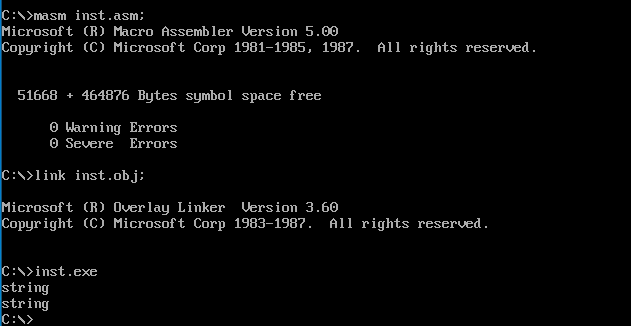 C:\>masm inst.asm;
Microsoft (R) Macro Assembler Version 5.00
Copyright (C) Microsoft Corp 1981-1985, 1987.  All rights reserved.
51668 + 464876 Bytes symbol space free
0 Warning Errors
0 Severe  Errors
C:\>link inst.obj;
Microsoft (R) Overlay Linker  Version 3.60
Copyright (C) Microsoft Corp 1983-1987.  All rights reserved.
C:\>inst.exe
string
string
C:\>